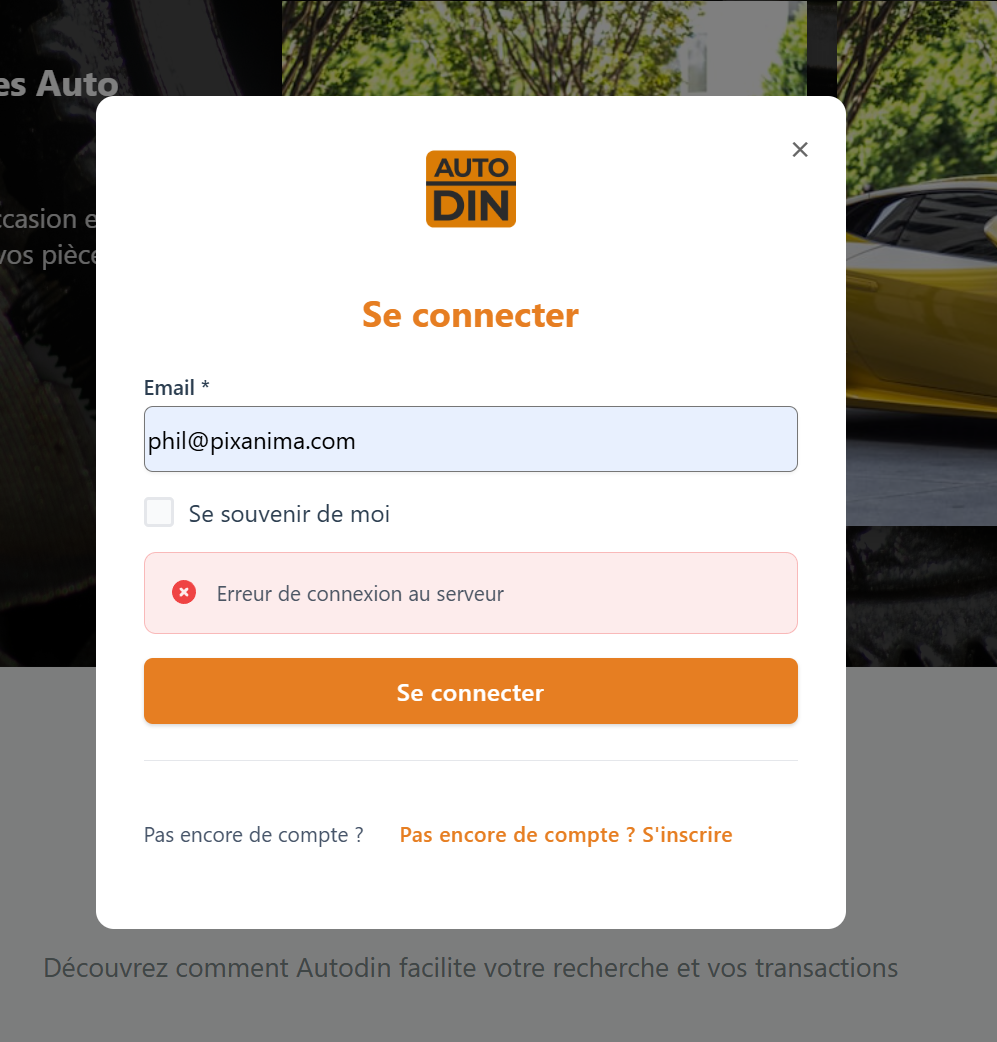 es Auto
AUTO
DIN
×
ccasion e
vos pièce
Se connecter
Email *
phil@pixanima.com
Se souvenir de moi
Erreur de connexion au serveur
Se connecter
Pas encore de compte ? Pas encore de compte ? S'inscrire
Découvrez comment Autodin facilite votre recherche et vos transactions